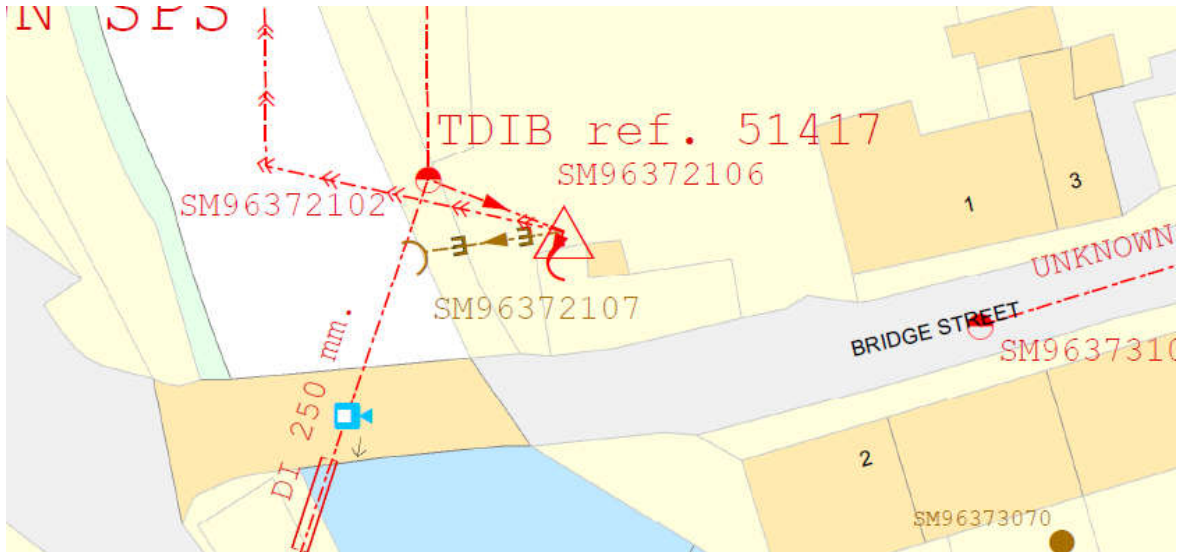 N SPS
TDIB ref. 51417
SM96372106
SM96372102
3
1
UNKNOWN
SM96372107
BRIDGE STREET
DI 250 mm.
2
SM96373070